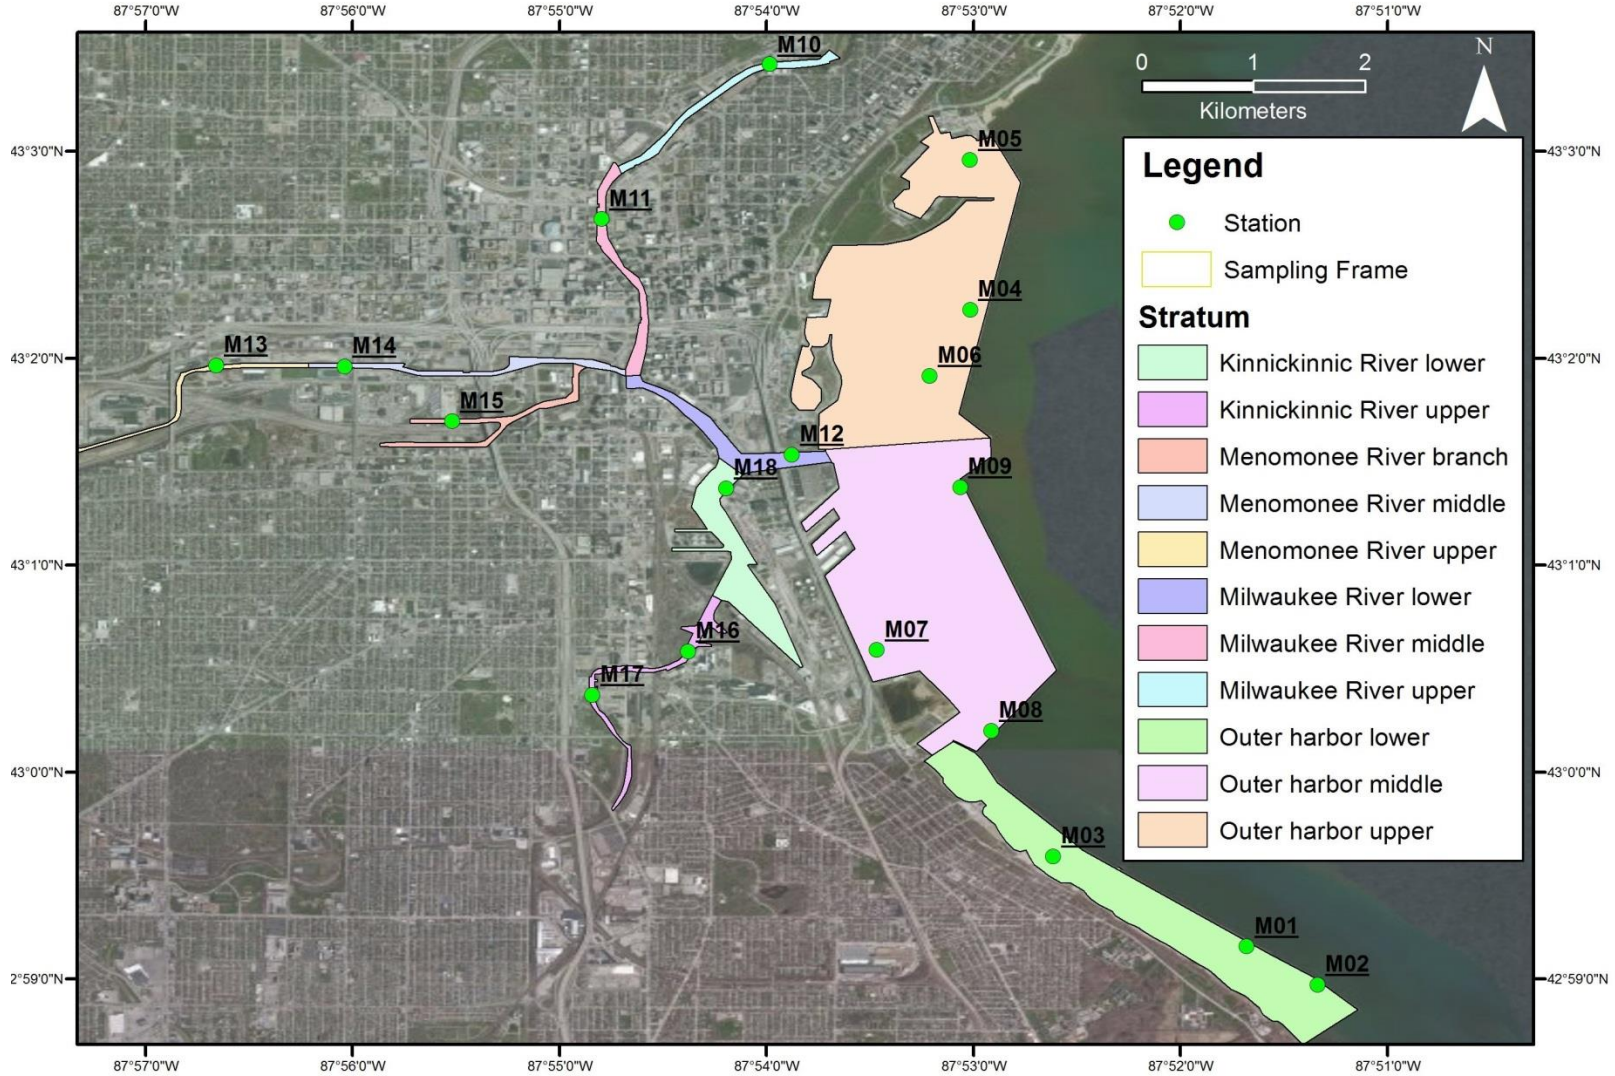 87°57'0"W 87°56'0"W 87°55'0"W 87°54'0"W 87°53'0"W 87°52'0"W 87°51'0"W
M10
0 1 2
Kilometers
N
43°3'0"N M05 43°3'0"N
Legend
M11
Station
Sampling Frame
M04
Stratum
43°2'0"N M13 M14 M06 43°2'0"N
Kinnickinnic River lower
M15
Kinnickinnic River upper
M12
Menomonee River branch
M18 M09
Menomonee River middle
43°1'0"N 43°1'0"N
Menomonee River upper
Milwaukee River lower
M16 M07
Milwaukee River middle
M17
Milwaukee River upper
M08
Outer harbor lower
43°0'0"N 43°0'0"N
Outer harbor middle
Outer harbor upper
M03
M01
2°59'0"N M02 42°59'0"N
87°57'0"W 87°56'0"W 87°55'0"W 87°54'0"W 87°53'0"W 87°52'0"W 87°51'0"W